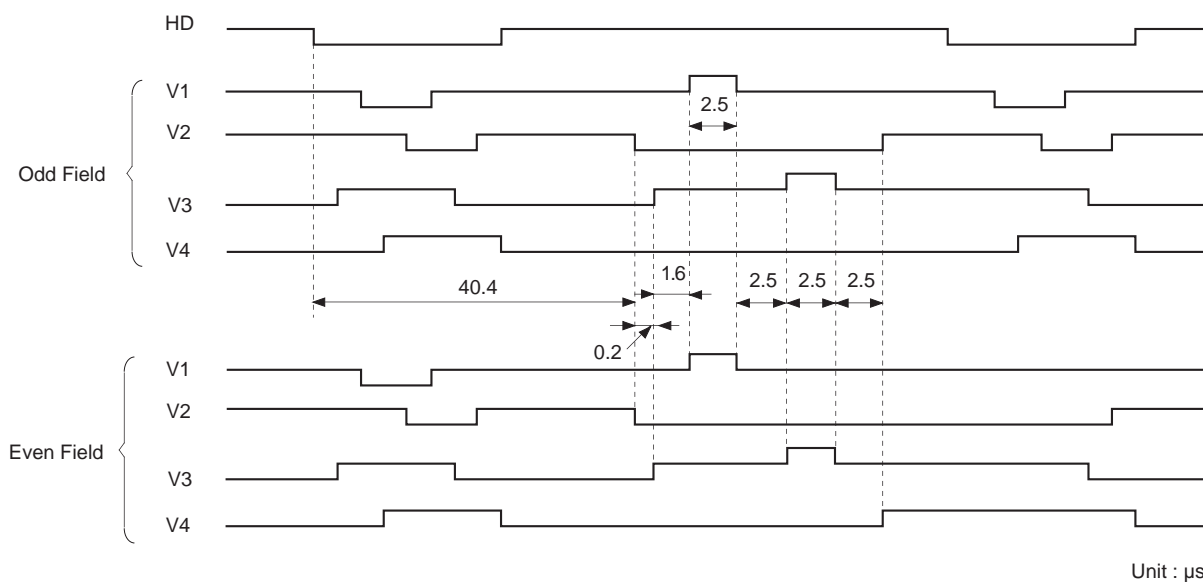 HD
Odd Field
V1
2.5
V2
V3
V4
40.4
1.6
2.5
2.5
2.5
0.2
Even Field
V1
V2
V3
V4
Unit : μs